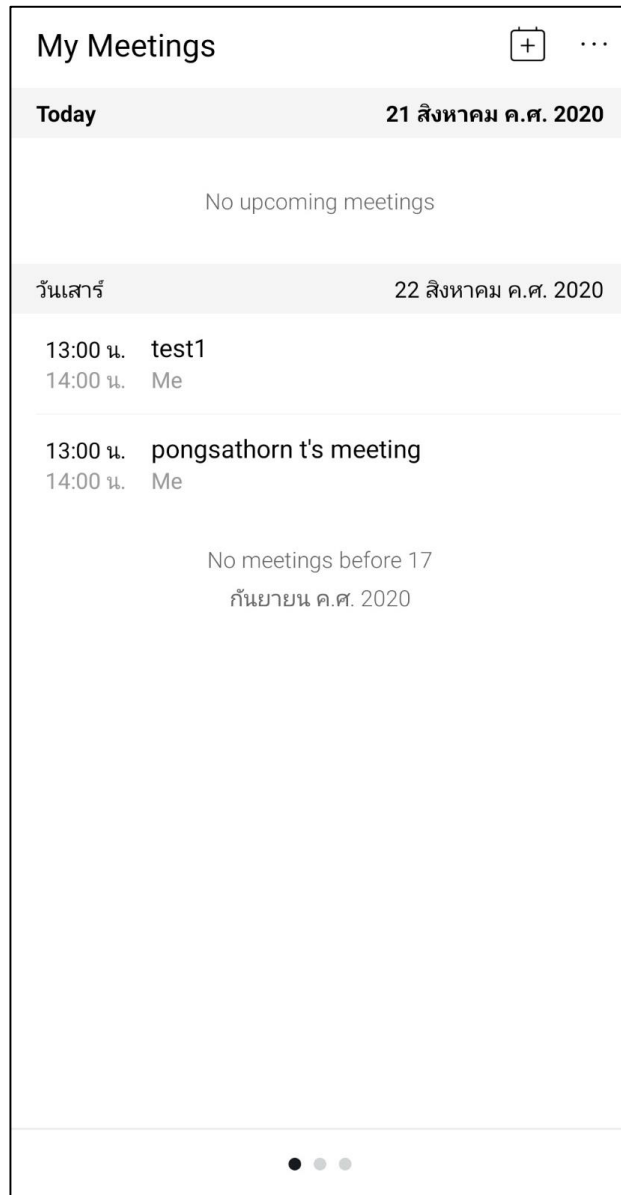 My Meetings
Today 21 สิงหาคม ค.ศ. 2020
No upcoming meetings
วันเสาร์ 22 สิงหาคม ค.ศ. 2020
13:00 น. test1
14:00 น. Me
13:00 น. pongsathorn t's meeting
14:00 น. Me
No meetings before 17
กันยายน ค.ศ. 2020